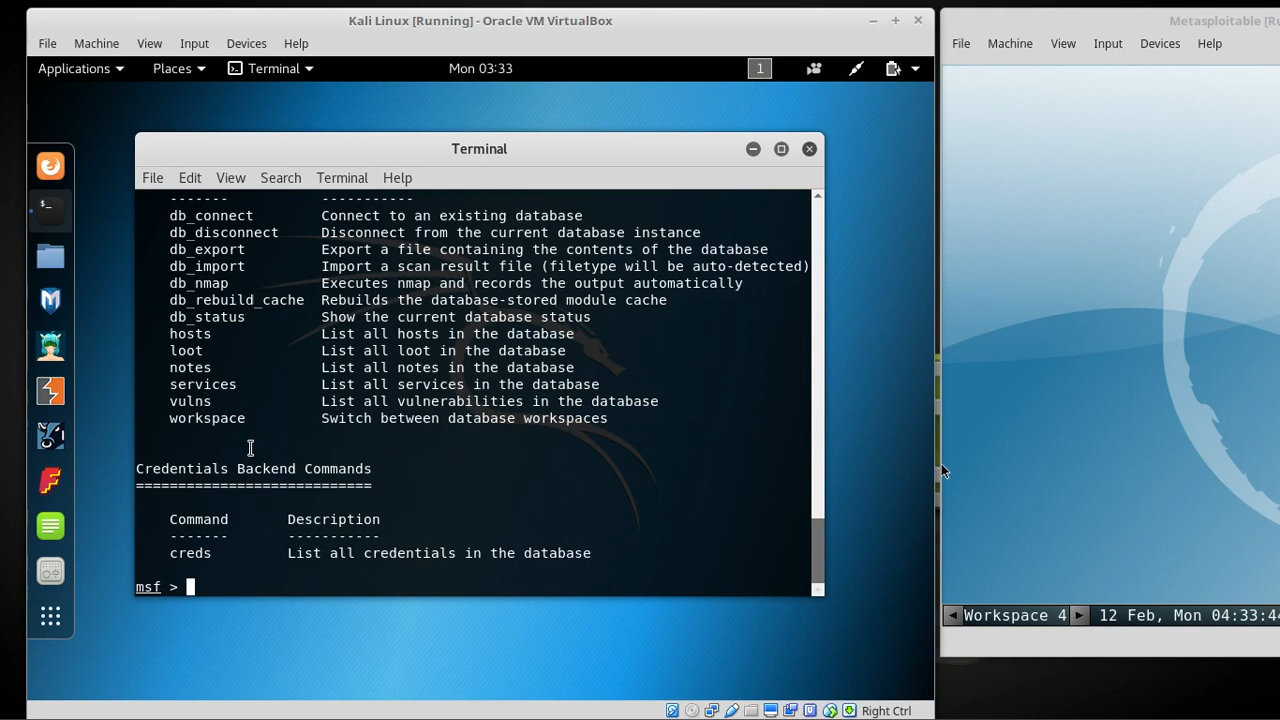 Kali Linux [Running] - Oracle VM VirtualBox
File Machine View Input Devices Help
Applications Places Terminal Mon 03:33 1
Terminal
File Edit View Search Terminal Help
------- -----------
db_connect Connect to an existing database
db_disconnect Disconnect from the current database instance
db_export Export a file containing the contents of the database
db_import Import a scan result file (filetype will be auto-detected)
db_nmap Executes nmap and records the output automatically
db_rebuild_cache Rebuilds the database-stored module cache
db_status Show the current database status
hosts List all hosts in the database
loot List all loot in the database
notes List all notes in the database
services List all services in the database
vulns List all vulnerabilities in the database
workspace Switch between database workspaces
Credentials Backend Commands
============================
Command Description
------- -----------
creds List all credentials in the database
msf >
Right Ctrl
Metasploitable [Ru
File Machine View Input Devices Help
Workspace 4 12 Feb, Mon 04:33:4